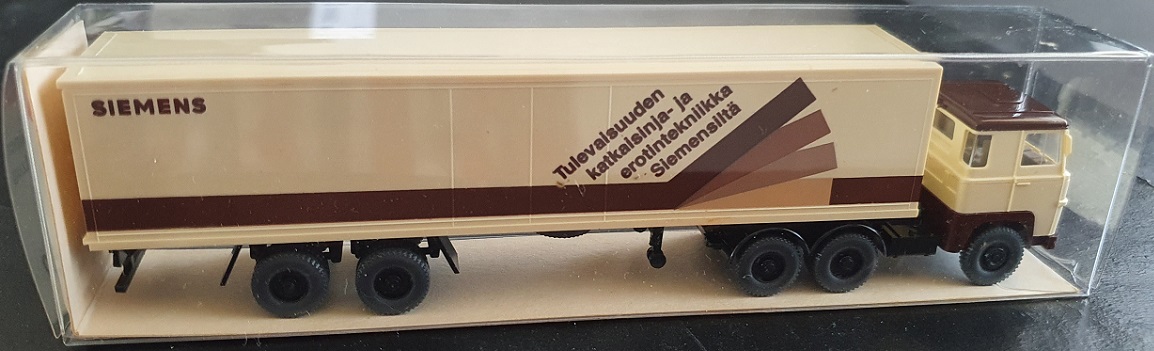 SIEMENS
Tulevaisuuden
katkaisinja- ja
erotintekniikka
Siemensiltä